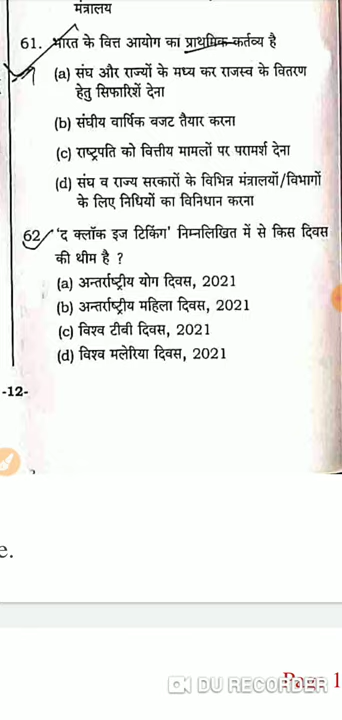 मंत्रालय
61. भारत के वित्त आयोग का प्राथमिक कर्तव्य है
(a) संघ और राज्यों के मध्य कर राजस्व के वितरण
हेतु सिफारिशें देना
(b) संघीय वार्षिक बजट तैयार करना
(c) राष्ट्रपति को वित्तीय मामलों पर परामर्श देना
(d) संघ व राज्य सरकारों के विभिन्न मंत्रालयों/विभागों
के लिए निधियों का विनिधान करना
62. 'द क्लॉक इज टिकिंग' निम्नलिखित में से किस दिवस
की थीम है ?
(a) अन्तर्राष्ट्रीय योग दिवस, 2021
(b) अन्तर्राष्ट्रीय महिला दिवस, 2021
(c) विश्व टीबी दिवस, 2021
(d) विश्व मलेरिया दिवस, 2021
-12-
e.
Page 1
DU RECORDER